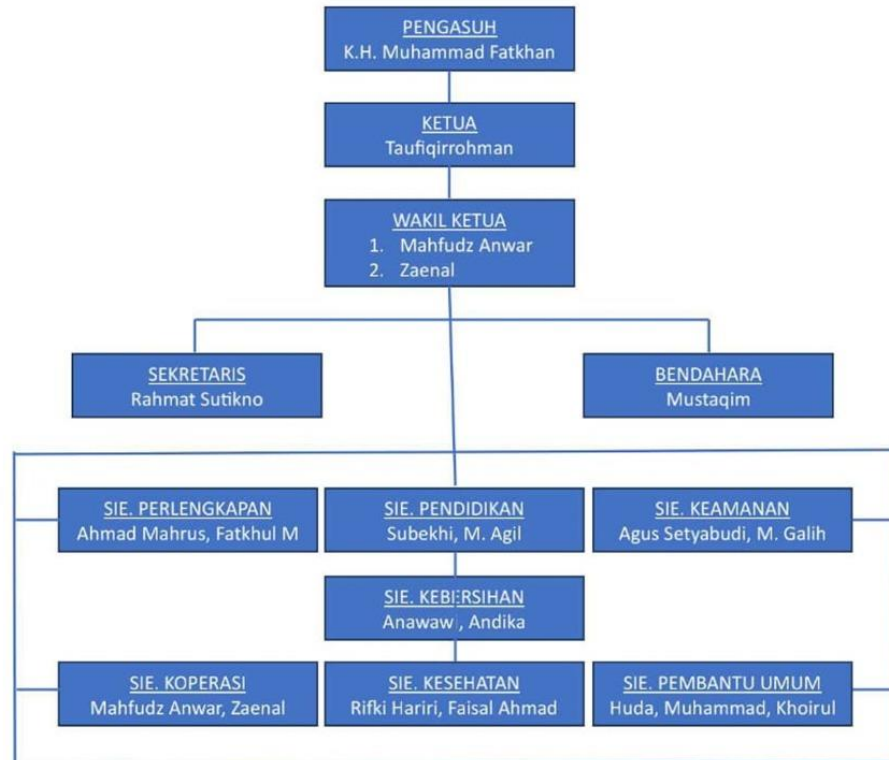 PENGASUH
K.H. Muhammad Fatkhan
KETUA
Taufiqirrohman
WAKIL KETUA
1. Mahfudz Anwar
2. Zaenal
SEKRETARIS
Rahmat Sutikno
BENDAHARA
Mustaqim
SIE. PERLENGKAPAN
Ahmad Mahrus, Fatkhul M
SIE. PENDIDIKAN
Subekhi, M. Agil
SIE. KEAMANAN
Agus Setyabudi, M. Galih
SIE. KEBERSIHAN
Anawawi, Andika
SIE. KOPERASI
Mahfudz Anwar, Zaenal
SIE. KESEHATAN
Rifki Hariri, Faisal Ahmad
SIE. PEMBANTU UMUM
Huda, Muhammad, Khoirul